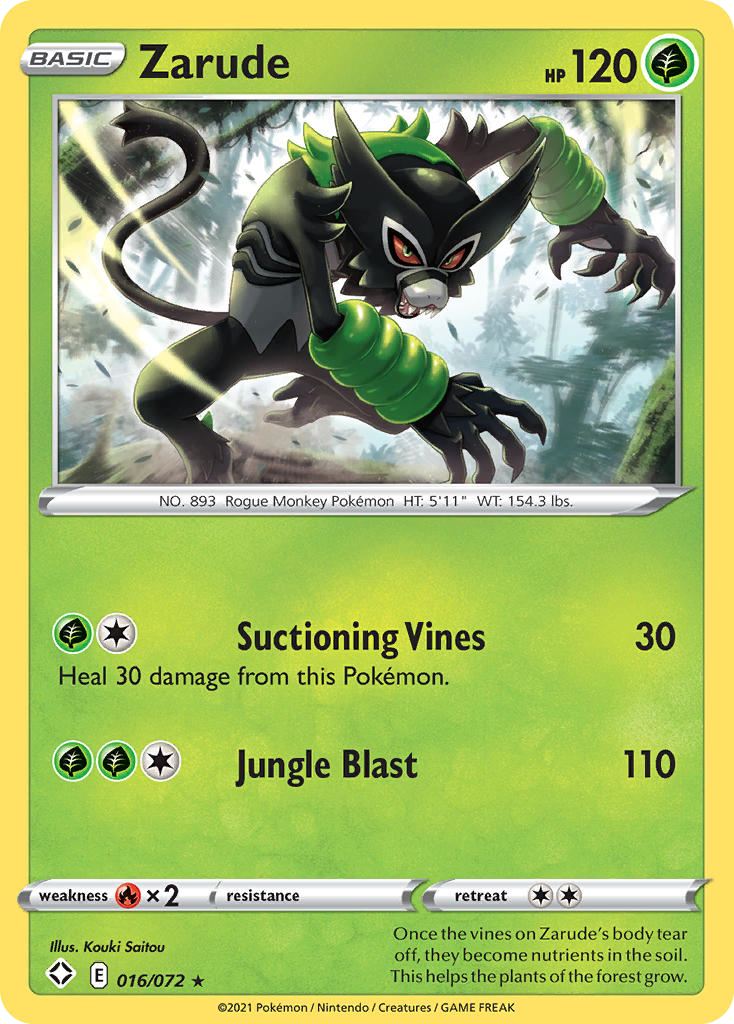 BASIC Zarude HP 120
NO. 893 Rogue Monkey Pokémon HT: 5'11" WT: 154.3 lbs.
Suctioning Vines 30
Heal 30 damage from this Pokémon.
Jungle Blast 110
weakness ×2 resistance retreat
Illus. Kouki Saitou
Once the vines on Zarude's body tear
off, they become nutrients in the soil.
This helps the plants of the forest grow.
E 016/072 ★
©2021 Pokémon / Nintendo / Creatures / GAME FREAK